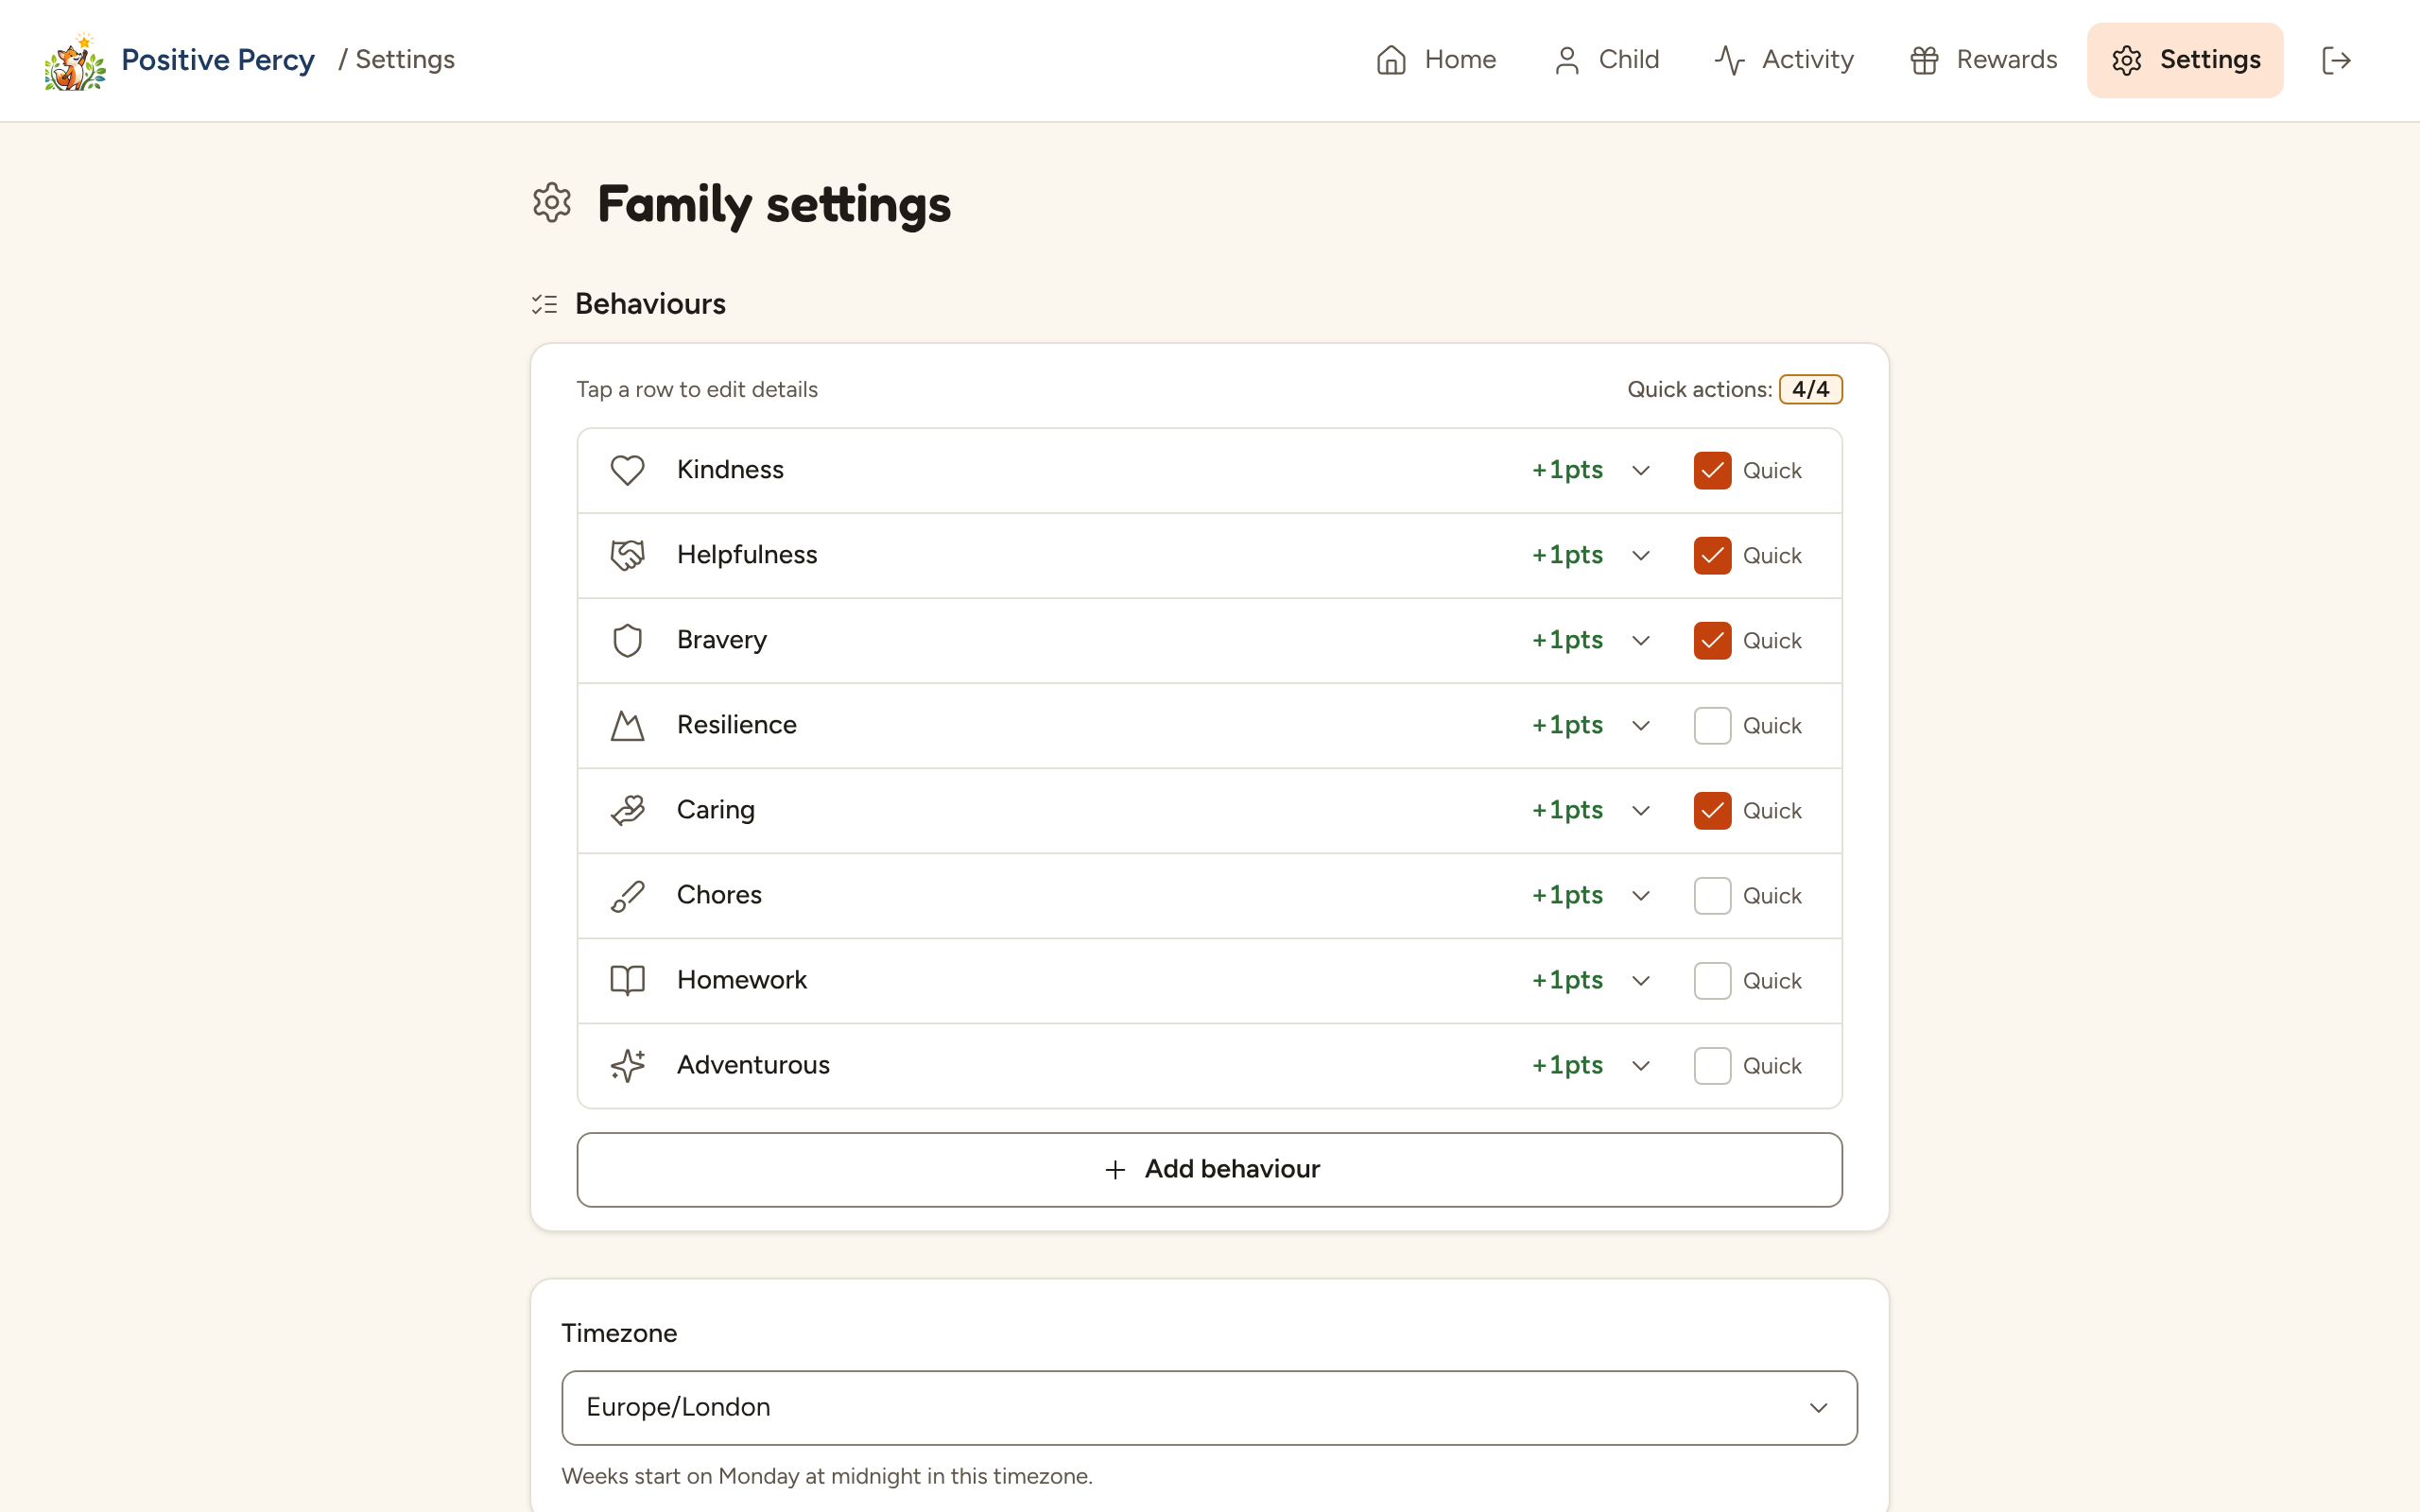 Positive Percy / Settings
Home
Child
Activity
Rewards
Settings
Family settings
Behaviours
Tap a row to edit details
Quick actions: 4/4
Kindness +1pts Quick
Helpfulness +1pts Quick
Bravery +1pts Quick
Resilience +1pts Quick
Caring +1pts Quick
Chores +1pts Quick
Homework +1pts Quick
Adventurous +1pts Quick
Add behaviour
Timezone
Europe/London
Weeks start on Monday at midnight in this timezone.